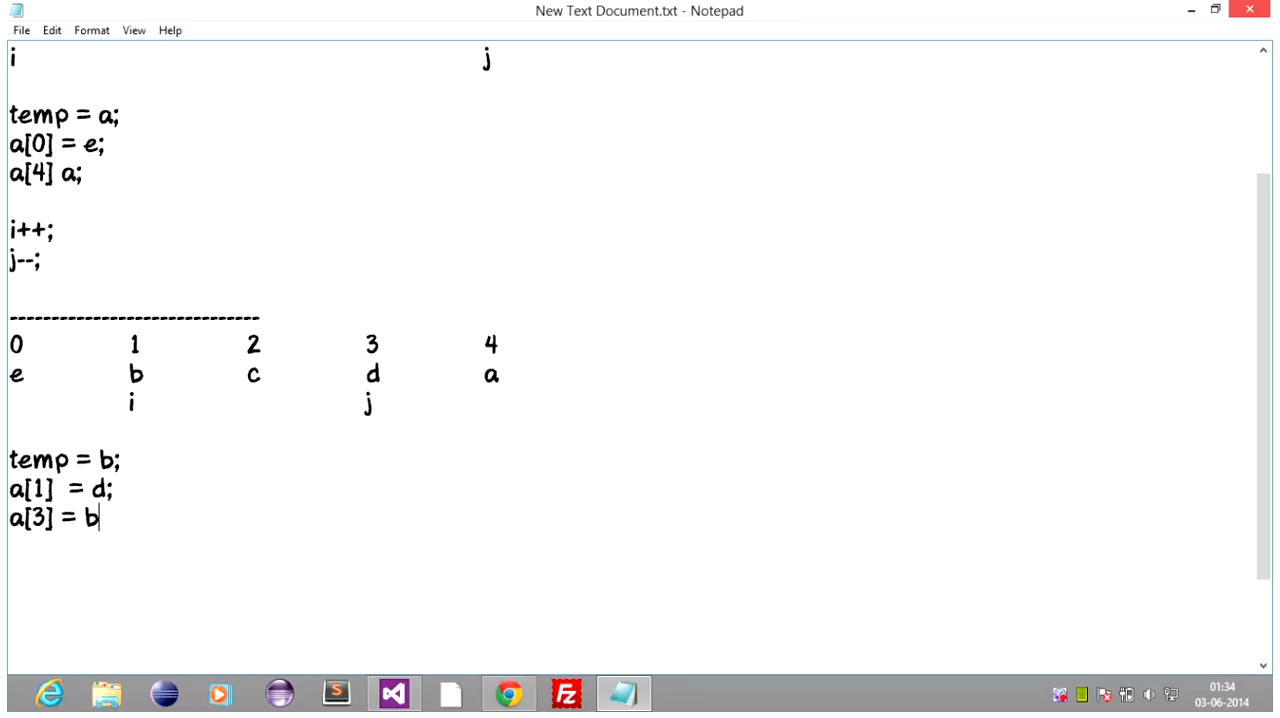 New Text Document.txt - Notepad
File Edit Format View Help
i j
temp = a;
a[0] = e;
a[4] a;
i++;
j--;
------------------------------
0 1 2 3 4
e b c d a
i j
temp = b;
a[1]  = d;
a[3] = b
01:34
03-06-2014